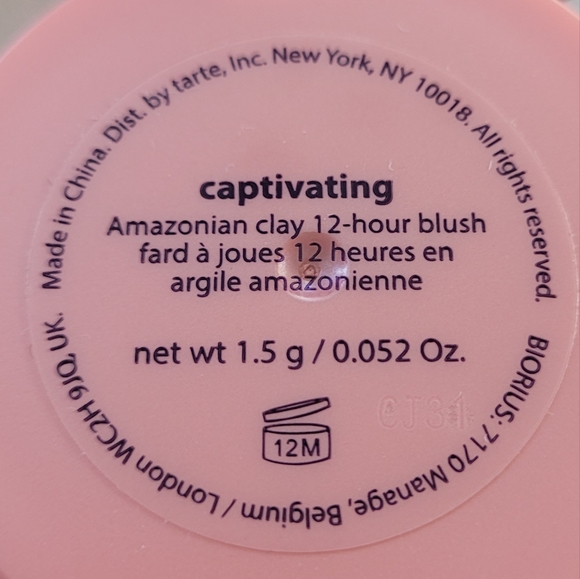 Made in China. Dist. by tarte, Inc. New York, NY 10018. All rights reserved.
captivating
Amazonian clay 12-hour blush
fard à joues 12 heures en
argile amazonienne
net wt 1.5 g / 0.052 Oz.
12M
BIORIUS: 7170 Manage, Belgium / London WC2H 9JQ, UK.